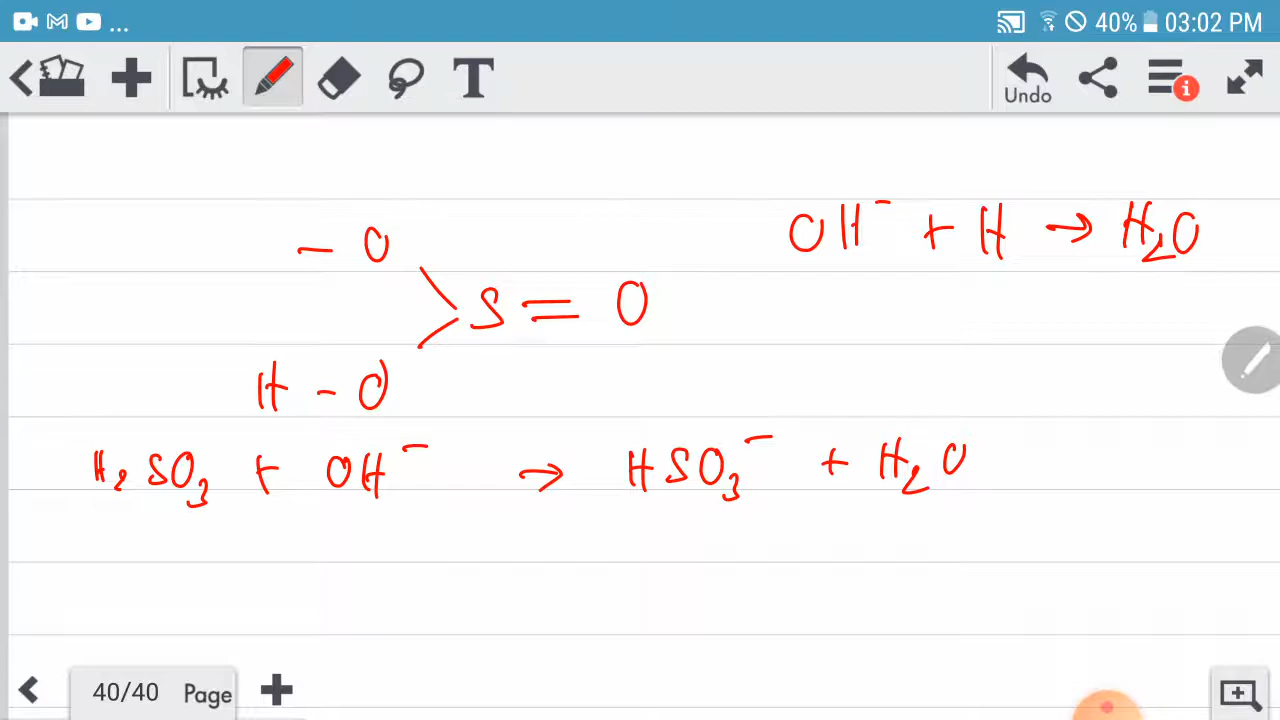 ... 40% 03:02 PM
T Undo i
OH⁻ + H → H₂O
- O
S = O
H - O
H₂SO₃ + OH⁻ → HSO₃⁻ + H₂O
40/40 Page